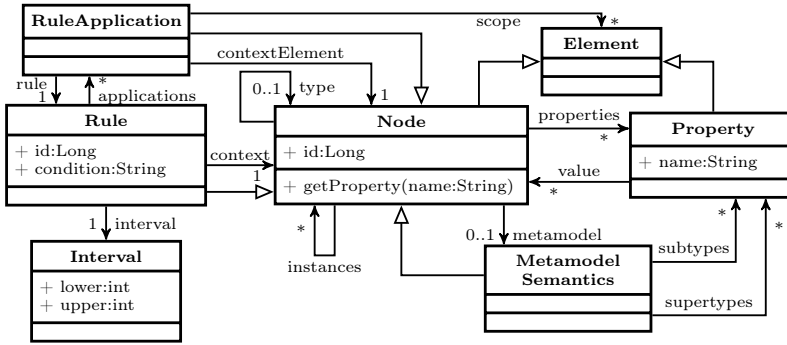 RuleApplication
scope
*
Element
contextElement
rule
1
*
applications
0..1
type
1
Rule
+ id:Long
+ condition:String
context
1
Node
+ id:Long
+ getProperty(name:String)
properties
*
value
*
Property
+ name:String
1
interval
*
instances
0..1
metamodel
*
*
Interval
+ lower:int
+ upper:int
Metamodel
Semantics
subtypes
supertypes